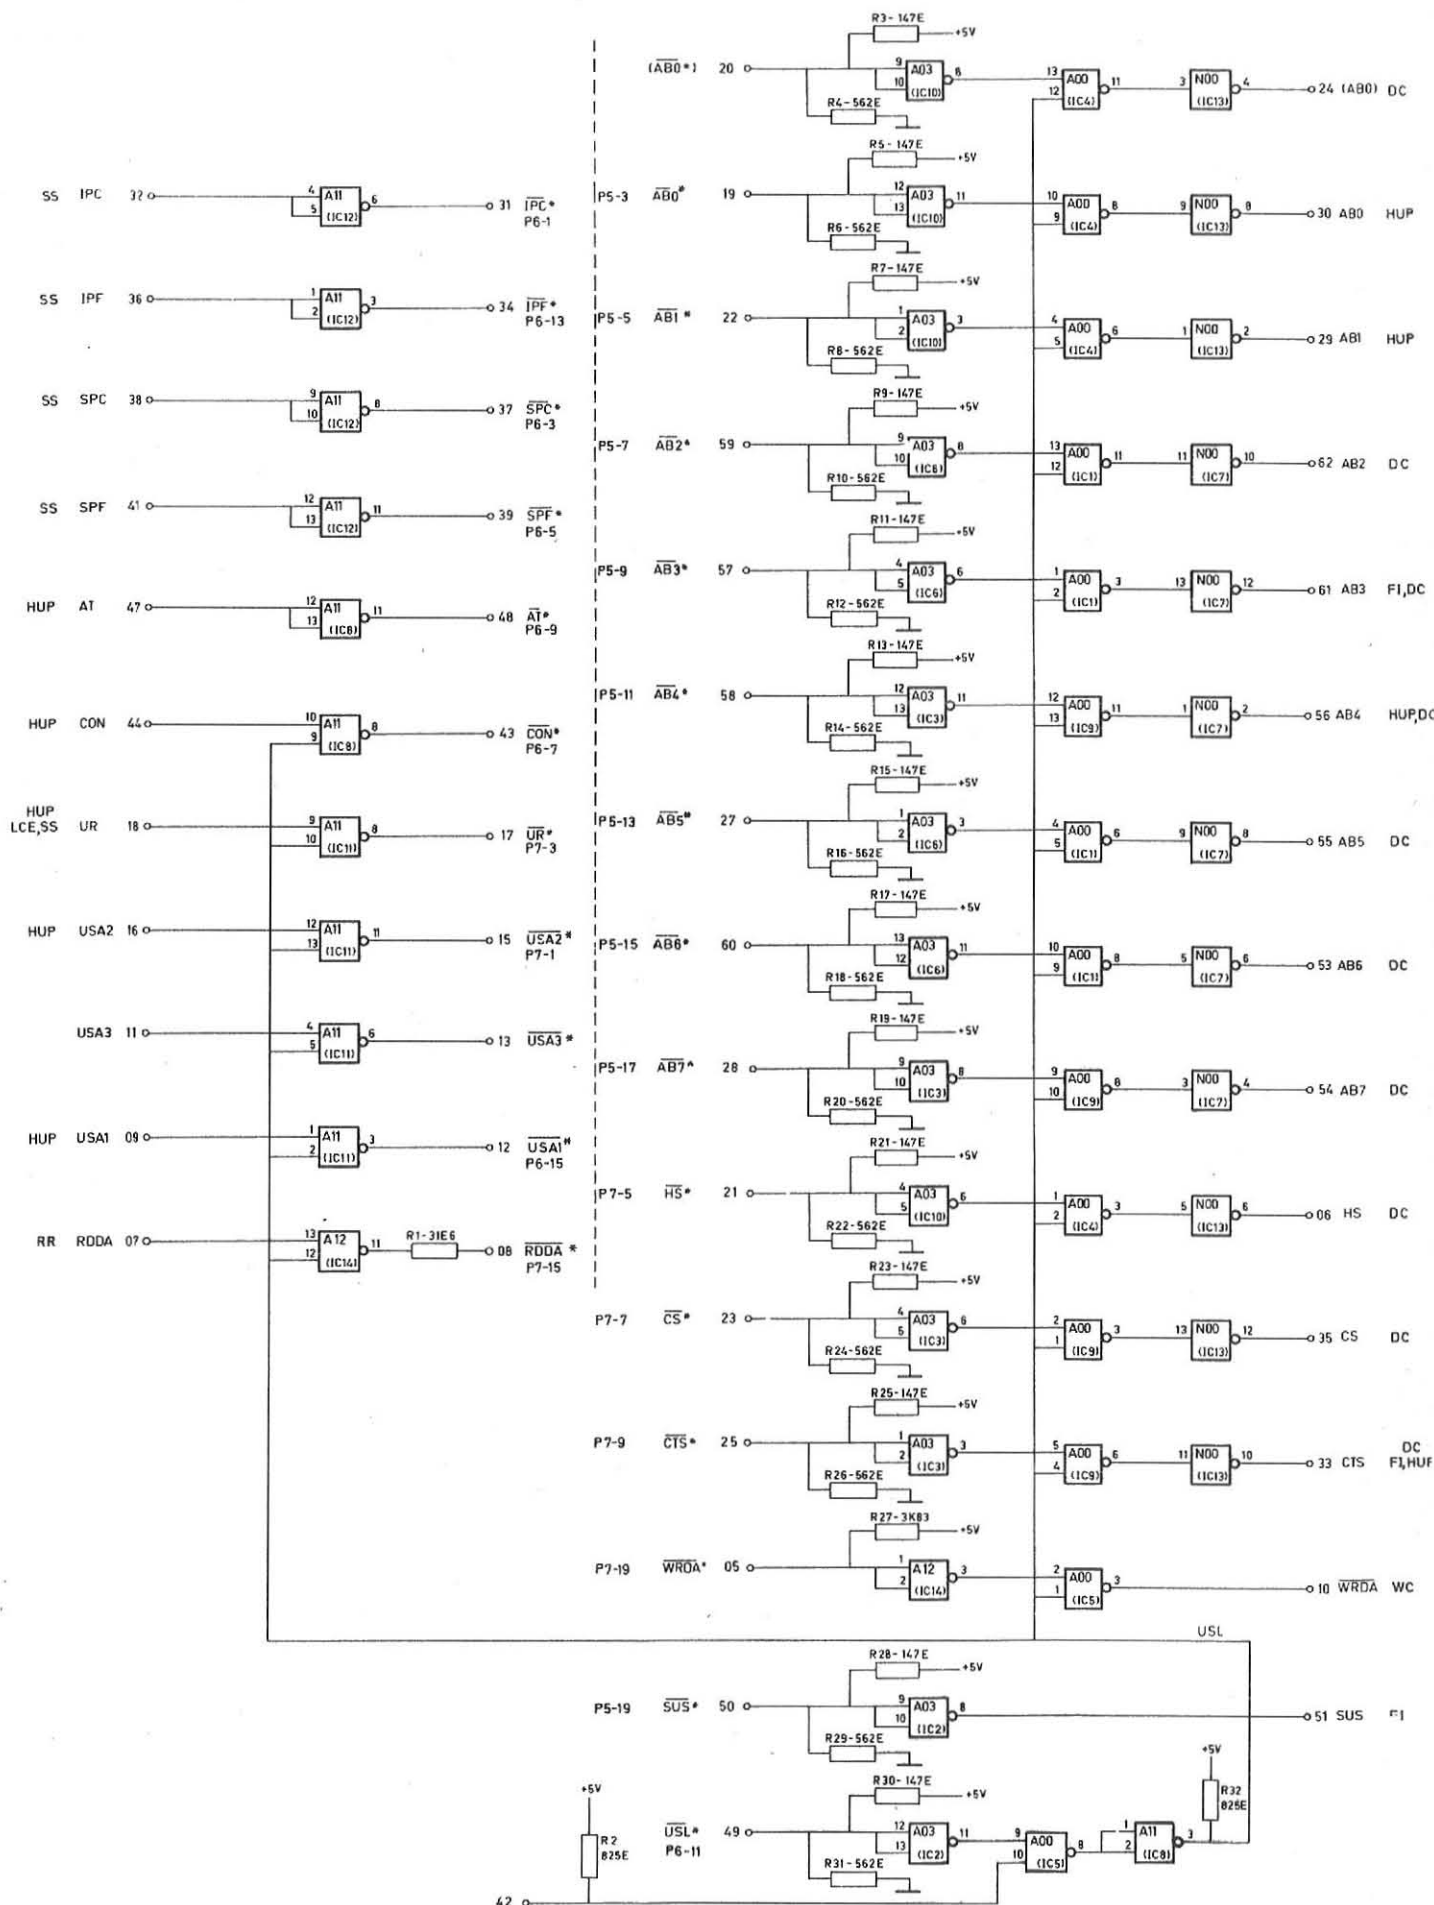 SS IPC 32 4 5 A11 (IC12) 6 31 IPC*
P6-1
SS IPF 36 1 2 A11 (IC12) 3 34 IPF*
P6-13
SS SPC 38 9 10 A11 (IC12) 8 37 SPC*
P6-3
SS SPF 41 12 13 A11 (IC12) 11 39 SPF*
P6-5
HUP AT 47 12 13 A11 (IC8) 11 48 AT*
P6-9
HUP CON 44 10 9 A11 (IC8) 8 43 CON*
P6-7
HUP
LCE,SS UR 18 9 10 A11 (IC11) 8 17 UR*
P7-3
HUP USA2 16 12 13 A11 (IC11) 11 15 USA2*
P7-1
USA3 11 4 5 A11 (IC11) 6 13 USA3*
HUP USA1 09 1 2 A11 (IC11) 3 12 USA1*
P6-15
RR RDDA 07 13 12 A12 (IC14) 11 R1-31E6 08 RDDA*
P7-15
R3-147E +5V
(AB0*) 20 9 10 A03 (IC10) 8 13 12 A00 (IC4) 11 3 N00 (IC13) 4 24 (AB0) DC
R4-562E
R5-147E +5V
P5-3 AB0* 19 12 13 A03 (IC10) 11 10 9 A00 (IC4) 8 9 N00 (IC13) 8 30 AB0 HUP
R6-562E
R7-147E +5V
P5-5 AB1* 22 1 2 A03 (IC10) 3 4 5 A00 (IC4) 6 1 N00 (IC13) 2 29 AB1 HUP
R8-562E
R9-147E +5V
P5-7 AB2* 59 9 10 A03 (IC6) 8 13 12 A00 (IC1) 11 11 N00 (IC7) 10 62 AB2 DC
R10-562E
R11-147E +5V
P5-9 AB3* 57 4 5 A03 (IC6) 6 1 2 A00 (IC1) 3 13 N00 (IC7) 12 61 AB3 FI,DC
R12-562E
R13-147E +5V
P5-11 AB4* 58 12 13 A03 (IC3) 11 12 13 A00 (IC9) 11 1 N00 (IC7) 2 56 AB4 HUP,DC
R14-562E
R15-147E +5V
P5-13 AB5* 27 1 2 A03 (IC6) 3 4 5 A00 (IC1) 6 9 N00 (IC7) 8 55 AB5 DC
R16-562E
R17-147E +5V
P5-15 AB6* 60 13 12 A03 (IC6) 11 10 9 A00 (IC1) 8 5 N00 (IC7) 6 53 AB6 DC
R18-562E
R19-147E +5V
P5-17 AB7* 28 9 10 A03 (IC3) 8 9 10 A00 (IC9) 8 3 N00 (IC7) 4 54 AB7 DC
R20-562E
R21-147E +5V
P7-5 HS* 21 4 5 A03 (IC10) 6 1 2 A00 (IC4) 3 5 N00 (IC13) 6 06 HS DC
R22-562E
R23-147E +5V
P7-7 CS* 23 4 5 A03 (IC3) 6 2 1 A00 (IC9) 3 13 N00 (IC13) 12 35 CS DC
R24-562E
R25-147E +5V
P7-9 CTS* 25 1 2 A03 (IC3) 3 5 4 A00 (IC9) 6 11 N00 (IC13) 10 33 CTS DC
FI,HUP
R26-562E
R27-3K83 +5V
P7-19 WRDA* 05 1 2 A12 (IC14) 3 2 1 A00 (IC5) 3 10 WRDA WC
USL
R28-147E +5V
P5-19 SUS* 50 9 10 A03 (IC2) 8 51 SUS FI
R29-562E
+5V
R32
825E
R30-147E +5V
USL* 49 12 13 A03 (IC2) 11 9 10 A00 (IC5) 8 1 2 A11 (IC8) 3
P6-11
R31-562E
+5V
R2
825E
42